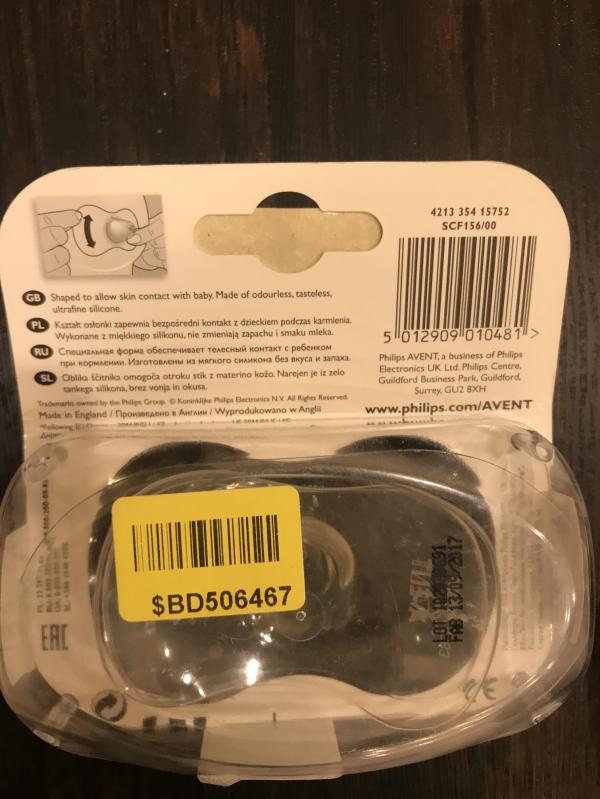 4213 354 15752
SCF156/00
5 012909 010481 >
GB Shaped to allow skin contact with baby. Made of odourless, tasteless,
ultrafine silicone.
PL Kształt osłonki zapewnia bezpośredni kontakt z dzieckiem podczas karmienia.
Wykonane z miękkiego silikonu, nie zmieniają zapachu i smaku mleka.
RU Специальная форма обеспечивает телесный контакт с ребенком
при кормлении. Изготовлены из мягкого силикона без вкуса и запаха.
SL Oblika ščitnika omogoča otroku stik z materino kožo. Narejen je iz zelo
tankega silikona, brez vonja in okusa.
Trademarks owned by the Philips Group. © Koninklijke Philips Electronics N.V. All Rights Reserved.
Made in England / Произведено в Англии / Wyprodukowano w Anglii
Philips AVENT, a business of Philips
Electronics UK Ltd. Philips Centre,
Guildford Business Park, Guildford,
Surrey, GU2 8XH
www.philips.com/AVENT
$BD506467
FAB 13/09/2017
EAC
CE